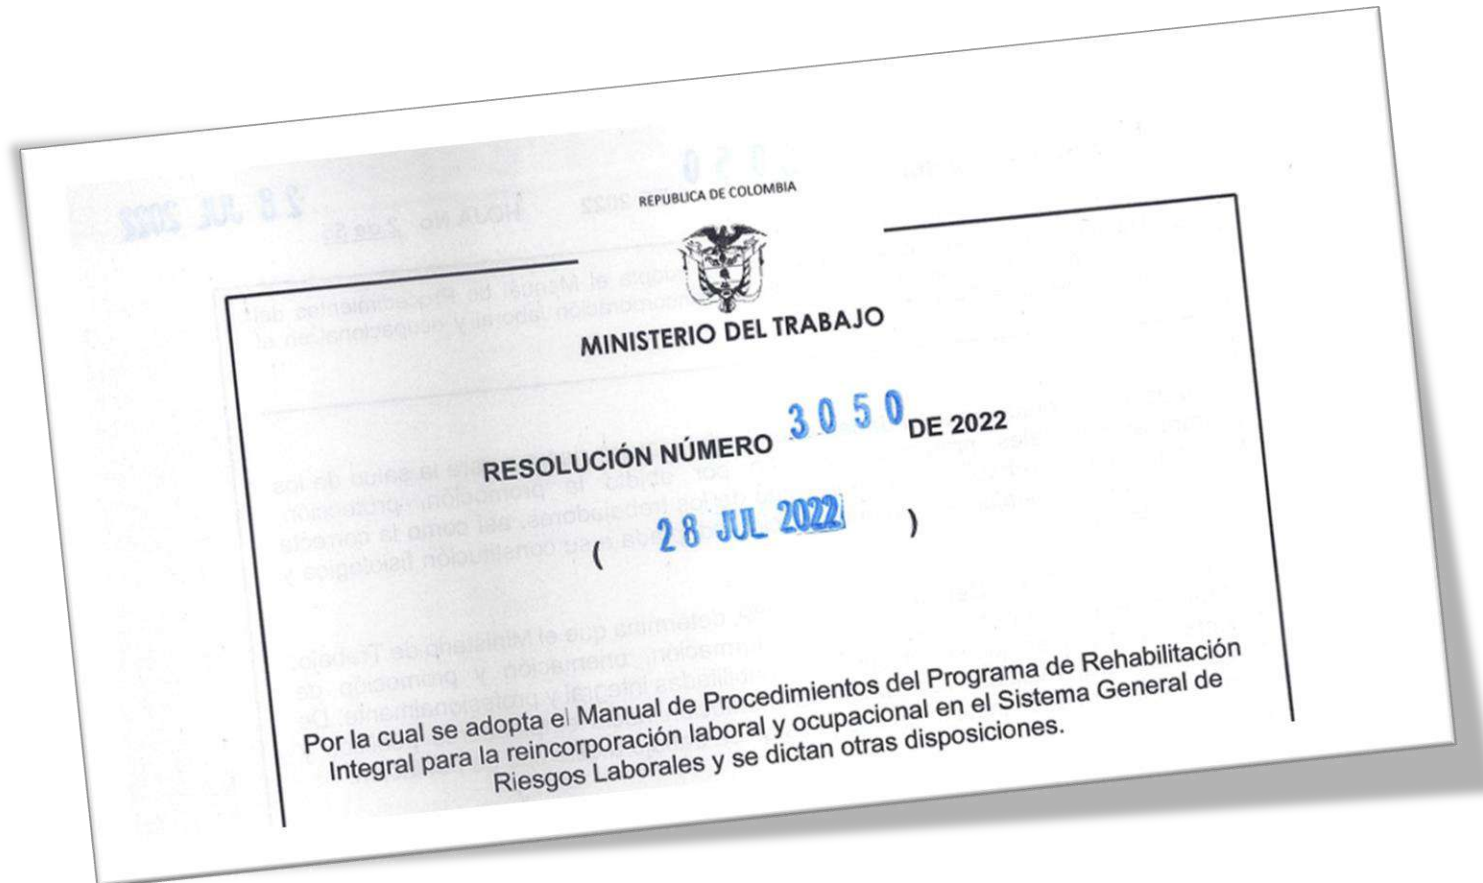 REPUBLICA DE COLOMBIA
MINISTERIO DEL TRABAJO
RESOLUCIÓN NÚMERO 3050 DE 2022
( 28 JUL 2022 )
Por la cual se adopta el Manual de Procedimientos del Programa de Rehabilitación
Integral para la reincorporación laboral y ocupacional en el Sistema General de
Riesgos Laborales y se dictan otras disposiciones.